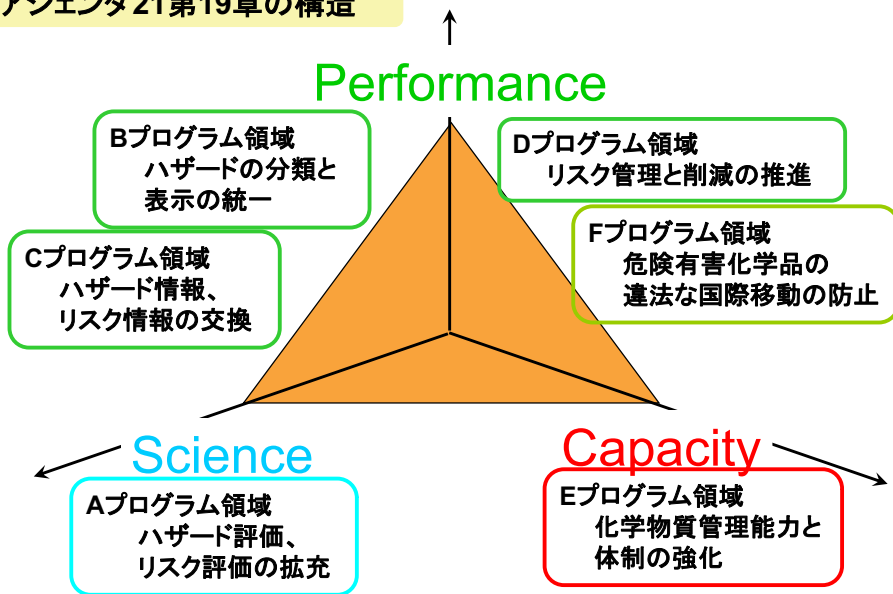 アジェンダ21第19章の構造
Performance
Bプログラム領域
ハザードの分類と
表示の統一
Dプログラム領域
リスク管理と削減の推進
Cプログラム領域
ハザード情報、
リスク情報の交換
Fプログラム領域
危険有害化学品の
違法な国際移動の防止
Science
Capacity
Aプログラム領域
ハザード評価、
リスク評価の拡充
Eプログラム領域
化学物質管理能力と
体制の強化